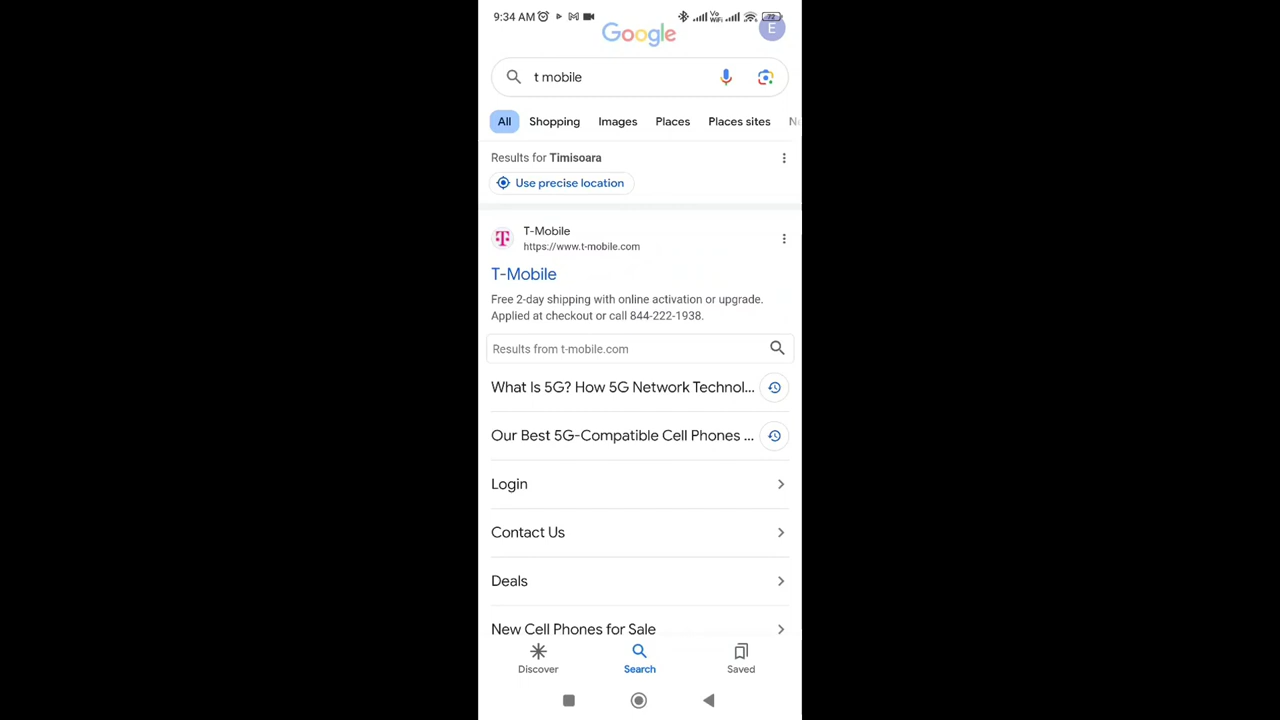 9:34 AM Vo WiFi 72
Google E
t mobile
All Shopping Images Places Places sites
Results for Timisoara
Use precise location
T T-Mobile
https://www.t-mobile.com
T-Mobile
Free 2-day shipping with online activation or upgrade.
Applied at checkout or call 844-222-1938.
Results from t-mobile.com
What Is 5G? How 5G Network Technol...
Our Best 5G-Compatible Cell Phones ...
Login
Contact Us
Deals
New Cell Phones for Sale
Discover Search Saved